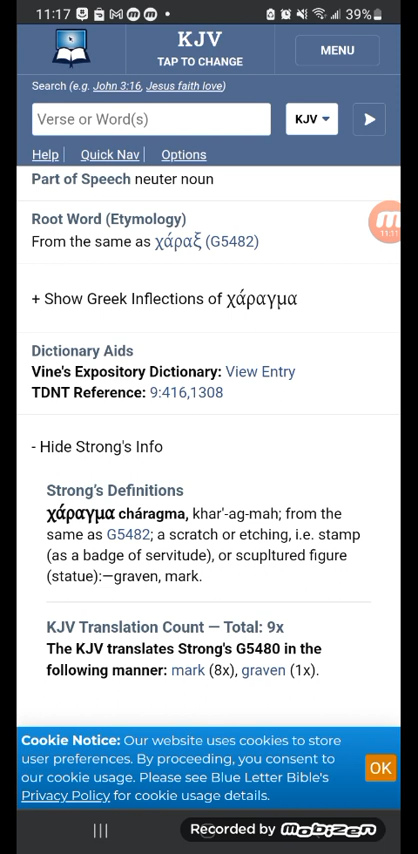 11:17 39%
KJV
TAP TO CHANGE
MENU
Search (e.g. John 3:16, Jesus faith love)
Verse or Word(s)
KJV
Help Quick Nav Options
Part of Speech neuter noun
Root Word (Etymology)
From the same as χάραξ (G5482)
11:11
+ Show Greek Inflections of χάραγμα
Dictionary Aids
Vine's Expository Dictionary: View Entry
TDNT Reference: 9:416,1308
- Hide Strong's Info
Strong's Definitions
χάραγμα cháragma, khar'-ag-mah; from the
same as G5482; a scratch or etching, i.e. stamp
(as a badge of servitude), or scupltured figure
(statue):—graven, mark.
KJV Translation Count — Total: 9x
The KJV translates Strong's G5480 in the
following manner: mark (8x), graven (1x).
Cookie Notice: Our website uses cookies to store
user preferences. By proceeding, you consent to
our cookie usage. Please see Blue Letter Bible's
Privacy Policy for cookie usage details.
OK
Recorded by mobizen